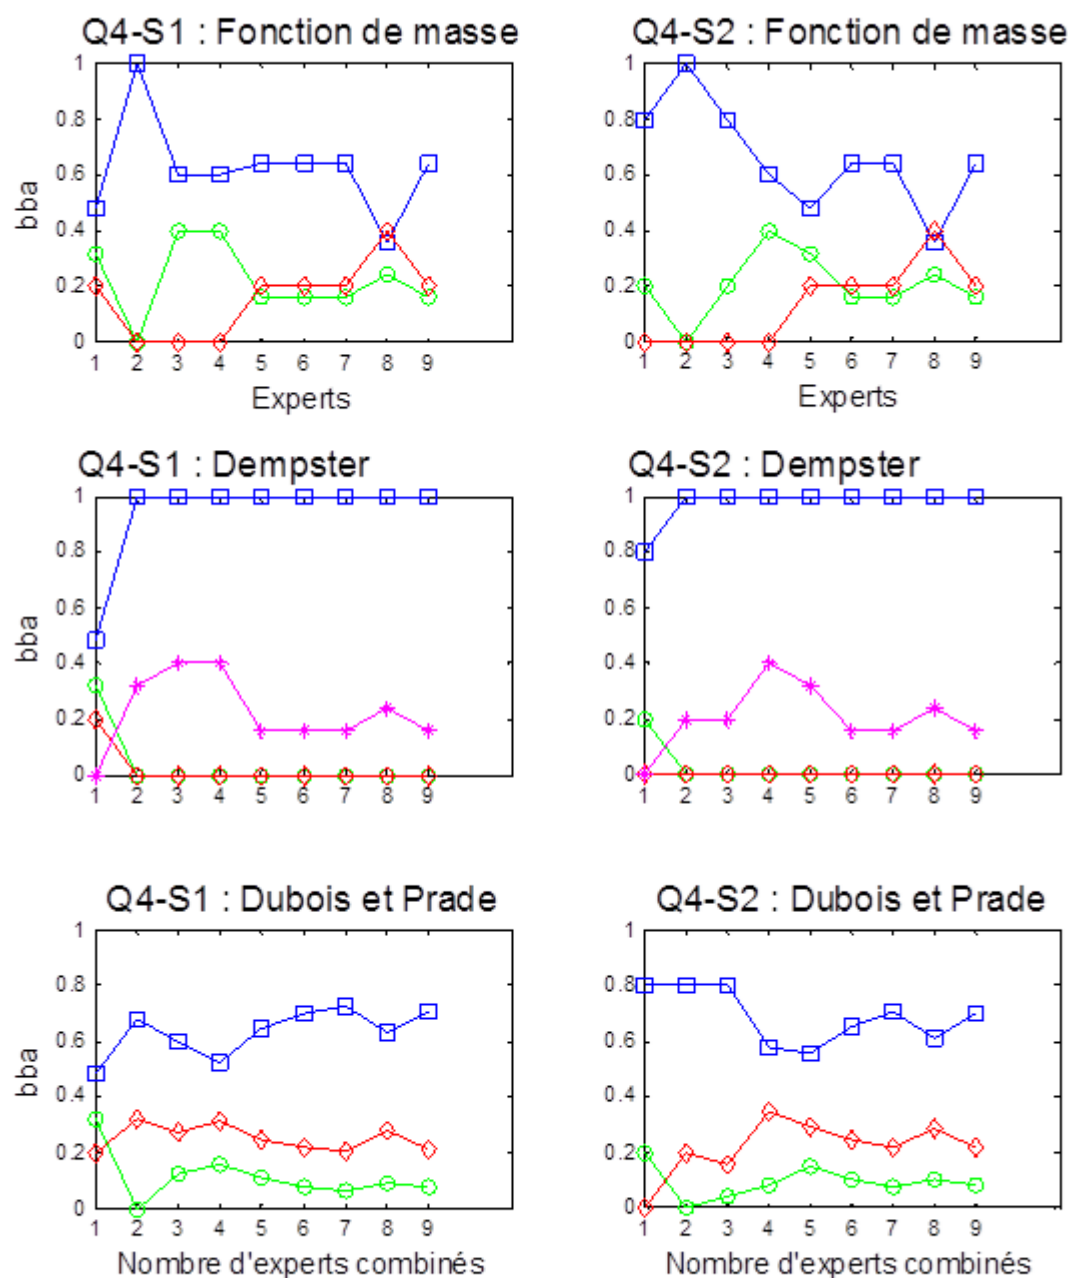 Q4-S1 : Fonction de masse
Q4-S2 : Fonction de masse
1
0.8
0.6
0.4
0.2
0
bba
1 2 3 4 5 6 7 8 9
Experts
1
0.8
0.6
0.4
0.2
0
1 2 3 4 5 6 7 8 9
Experts
Q4-S1 : Dempster
Q4-S2 : Dempster
1
0.8
0.6
0.4
0.2
0
bba
1 2 3 4 5 6 7 8 9
1
0.8
0.6
0.4
0.2
0
1 2 3 4 5 6 7 8 9
Q4-S1 : Dubois et Prade
Q4-S2 : Dubois et Prade
1
0.8
0.6
0.4
0.2
0
bba
1 2 3 4 5 6 7 8 9
Nombre d'experts combinés
1
0.8
0.6
0.4
0.2
0
1 2 3 4 5 6 7 8 9
Nombre d'experts combinés